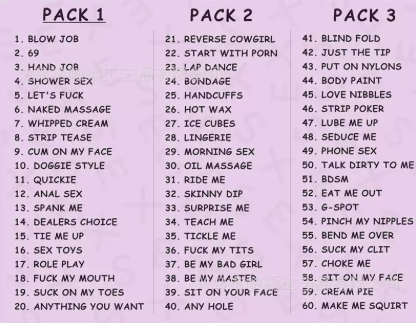 PACK 1
1. BLOW JOB
2. 69
3. HAND JOB
4. SHOWER SEX
5. LET'S FUCK
6. NAKED MASSAGE
7. WHIPPED CREAM
8. STRIP TEASE
9. CUM ON MY FACE
10. DOGGIE STYLE
11. QUICKIE
12. ANAL SEX
13. SPANK ME
14. DEALERS CHOICE
15. TIE ME UP
16. SEX TOYS
17. ROLE PLAY
18. FUCK MY MOUTH
19. SUCK ON MY TOES
20. ANYTHING YOU WANT
PACK 2
21. REVERSE COWGIRL
22. START WITH PORN
23. LAP DANCE
24. BONDAGE
25. HANDCUFFS
26. HOT WAX
27. ICE CUBES
28. LINGERIE
29. MORNING SEX
30. OIL MASSAGE
31. RIDE ME
32. SKINNY DIP
33. SURPRISE ME
34. TEACH ME
35. TICKLE ME
36. FUCK MY TITS
37. BE MY BAD GIRL
38. BE MY MASTER
39. SIT ON YOUR FACE
40. ANY HOLE
PACK 3
41. BLIND FOLD
42. JUST THE TIP
43. PUT ON NYLONS
44. BODY PAINT
45. LOVE NIBBLES
46. STRIP POKER
47. LUBE ME UP
48. SEDUCE ME
49. PHONE SEX
50. TALK DIRTY TO ME
51. BDSM
52. EAT ME OUT
53. G-SPOT
54. PINCH MY NIPPLES
55. BEND ME OVER
56. SUCK MY CLIT
57. CHOKE ME
58. SIT ON MY FACE
59. CREAM PIE
60. MAKE ME SQUIRT